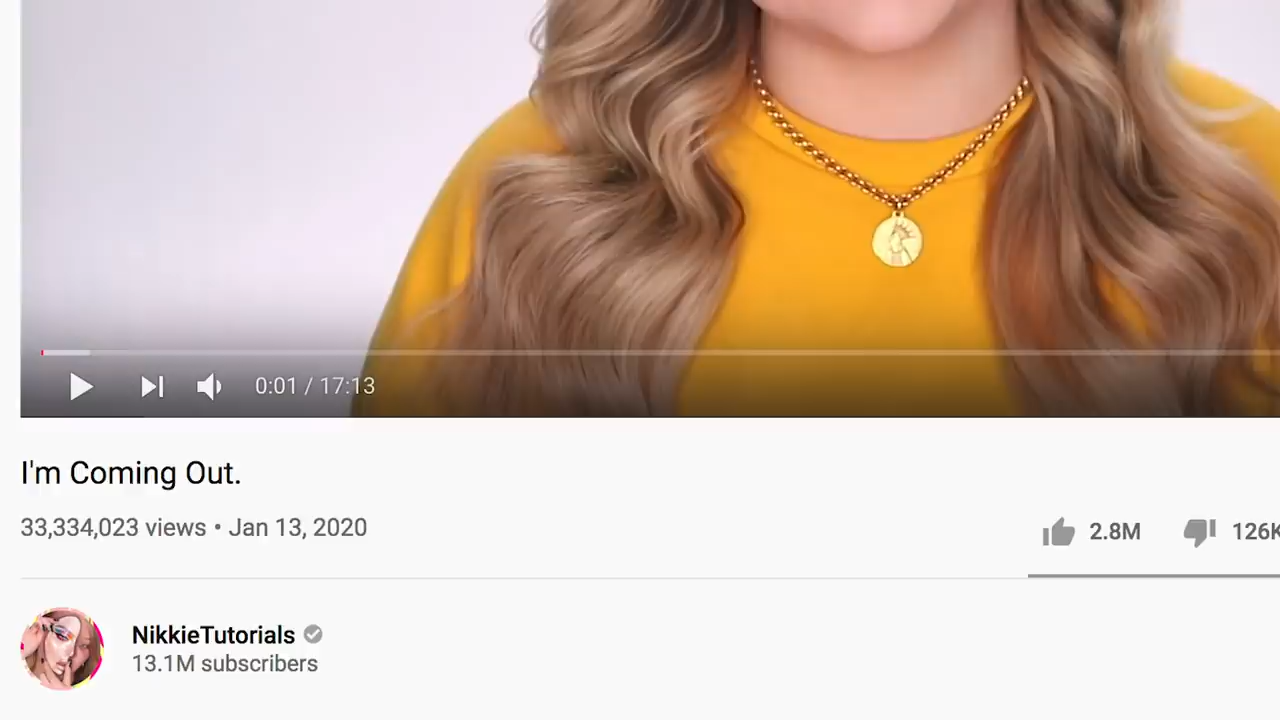 0:01 / 17:13
I'm Coming Out.
33,334,023 views • Jan 13, 2020
2.8M 126K
NikkieTutorials
13.1M subscribers